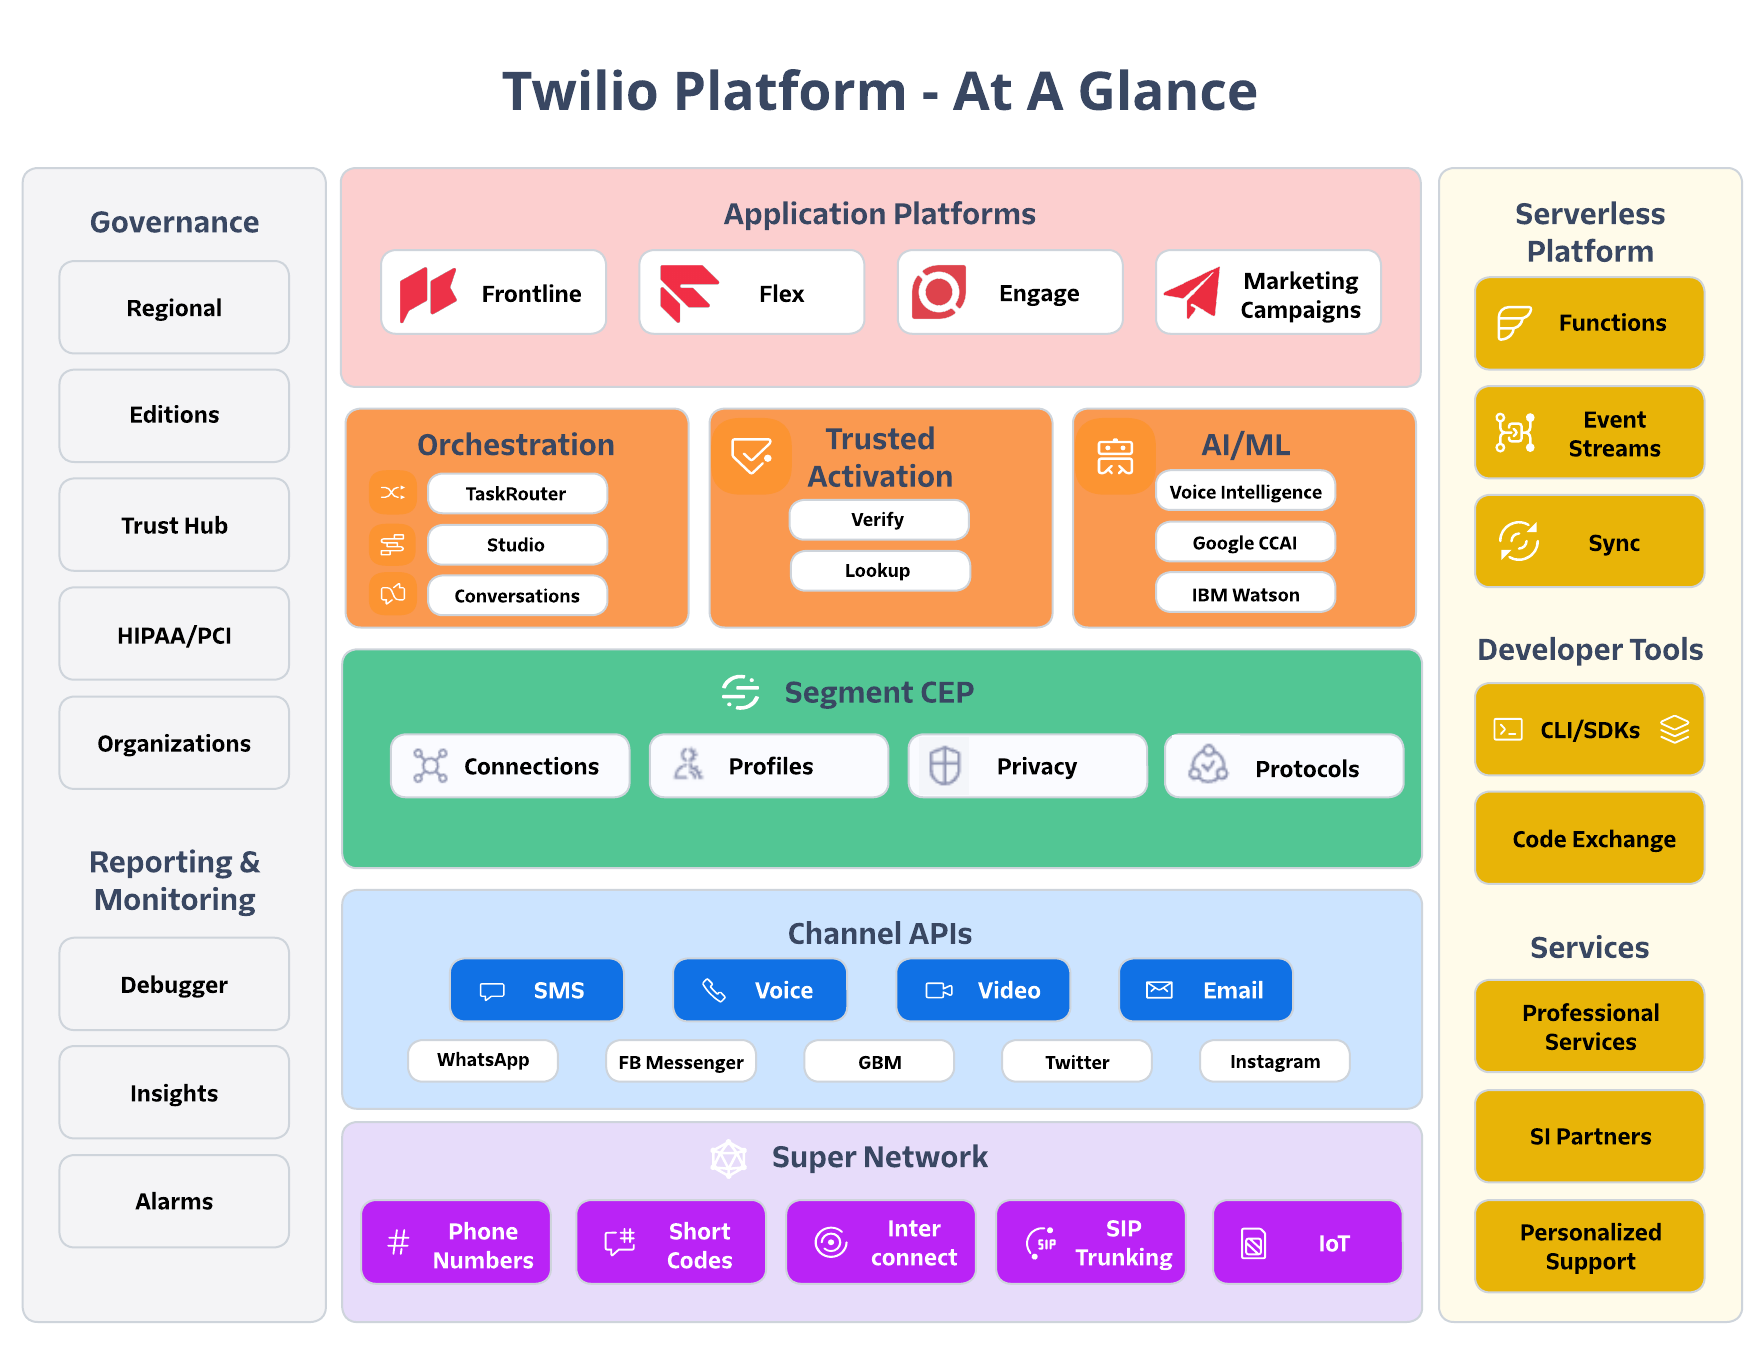 Twilio Platform - At A Glance
Governance
Regional
Editions
Trust Hub
HIPAA/PCI
Organizations
Reporting &
Monitoring
Debugger
Insights
Alarms
Application Platforms
Frontline
Flex
Engage
Marketing
Campaigns
Orchestration
TaskRouter
Studio
Conversations
Trusted
Activation
Verify
Lookup
AI/ML
Voice Intelligence
Google CCAI
IBM Watson
Segment CEP
Connections
Profiles
Privacy
Protocols
Channel APIs
SMS
Voice
Video
Email
WhatsApp
FB Messenger
GBM
Twitter
Instagram
Super Network
#
Phone
Numbers
#
Short
Codes
Inter
connect
SIP
SIP
Trunking
IoT
Serverless
Platform
Functions
Event
Streams
Sync
Developer Tools
CLI/SDKs
Code Exchange
Services
Professional
Services
SI Partners
Personalized
Support